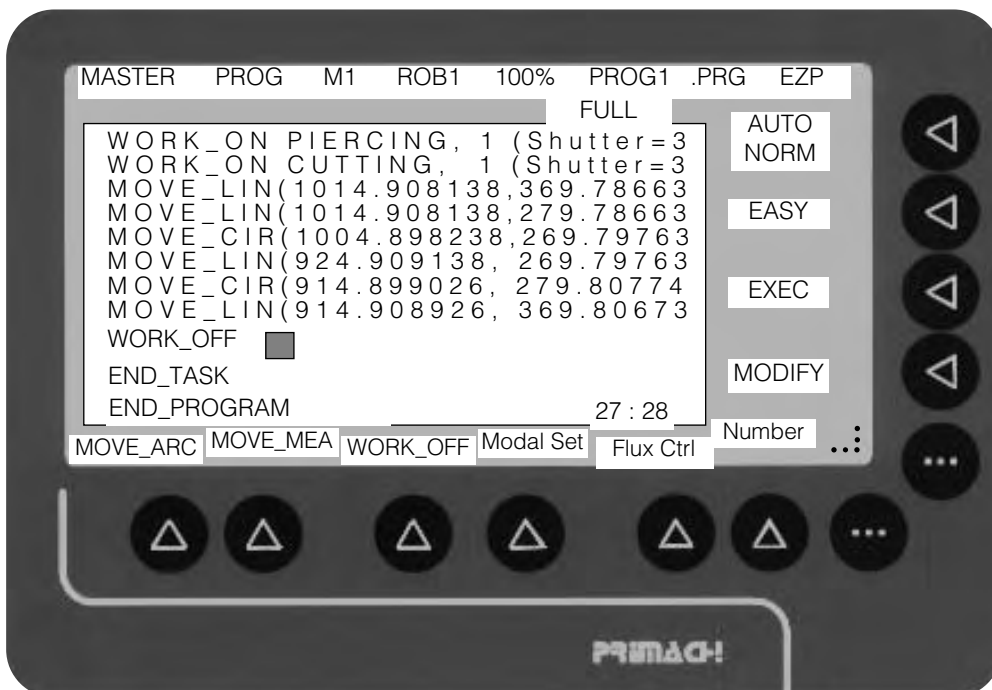 MASTER PROG M1 ROB1 100% PROG1 .PRG EZP
FULL
AUTO
NORM
WORK_ON PIERCING, 1 (Shutter=3
WORK_ON CUTTING, 1 (Shutter=3
MOVE_LIN(1014.908138,369.78663
MOVE_LIN(1014.908138,279.78663
EASY
MOVE_CIR(1004.898238,269.79763
MOVE_LIN(924.909138, 269.79763
MOVE_CIR(914.899026, 279.80774
EXEC
MOVE_LIN(914.908926, 369.80673
WORK_OFF
END_TASK
MODIFY
END_PROGRAM 27 : 28
MOVE_ARC MOVE_MEA WORK_OFF Modal Set Flux Ctrl Number
PRIMACH